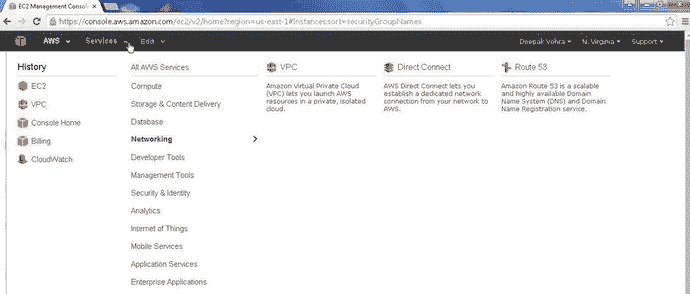 EC2 Management Consol
https://console.aws.amazon.com/ec2/v2/home?region=us-east-1#Instances:sort=securityGroupNames
AWS Services Edit Deepak Vohra N. Virginia Support
History
EC2
VPC
Console Home
Billing
CloudWatch
All AWS Services
Compute
Storage & Content Delivery
Database
Networking
Developer Tools
Management Tools
Security & Identity
Analytics
Internet of Things
Mobile Services
Application Services
Enterprise Applications
VPC
Amazon Virtual Private Cloud
(VPC) lets you launch AWS
resources in a private, isolated
cloud.
Direct Connect
AWS Direct Connect lets you
establish a dedicated network
connection from your network to
AWS.
Route 53
Amazon Route 53 is a scalable
and highly available Domain
Name System (DNS) and Domain
Name Registration service.